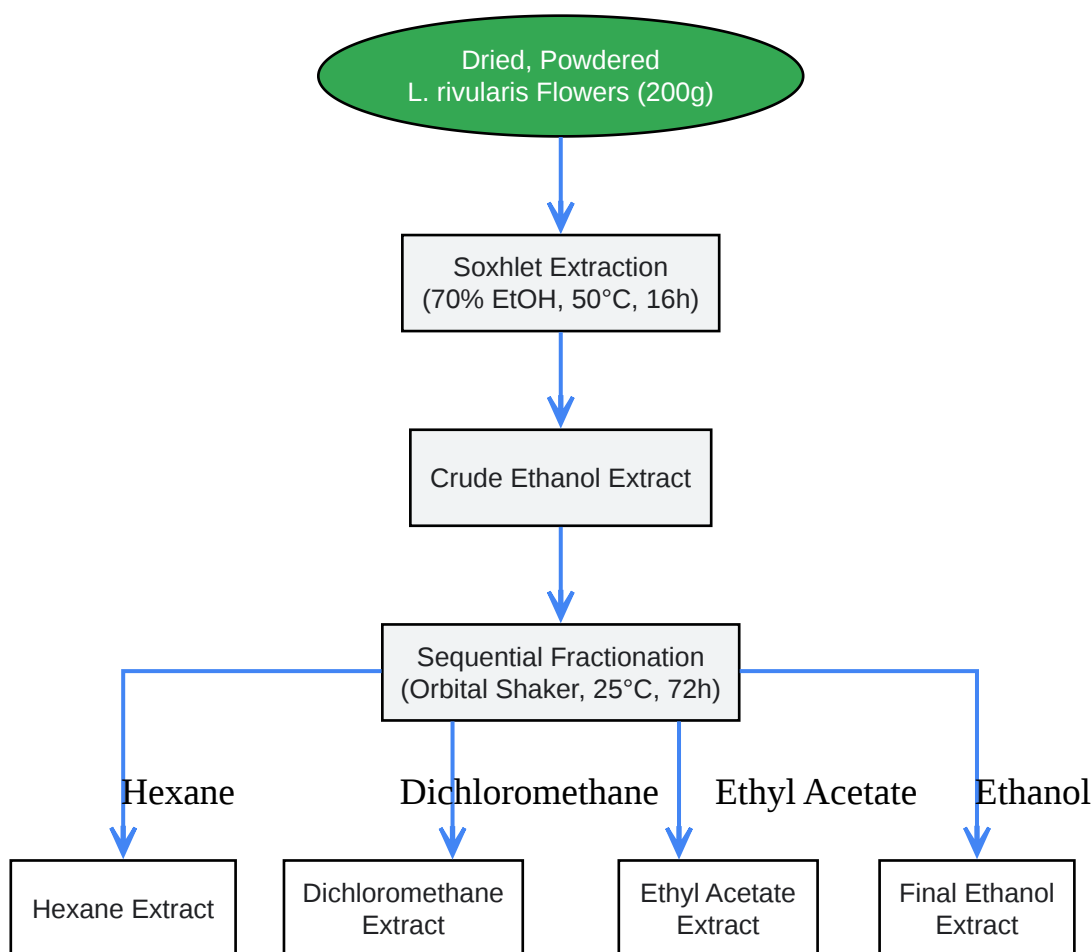 Dried, Powdered
L. rivularis Flowers (200g)
Soxhlet Extraction
(70% EtOH, 50°C, 16h)
Crude Ethanol Extract
Sequential Fractionation
(Orbital Shaker, 25°C, 72h)
Hexane
Dichloromethane
Ethyl Acetate
Ethanol
Hexane Extract
Dichloromethane
Extract
Ethyl Acetate
Extract
Final Ethanol
Extract